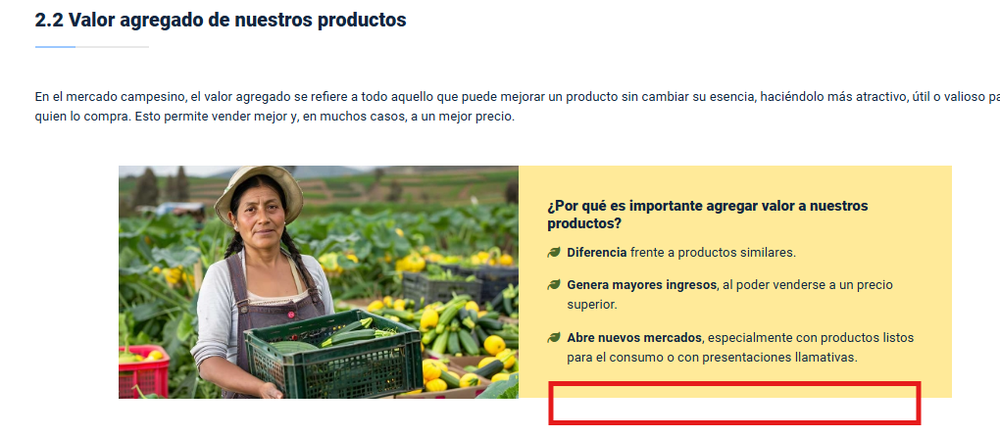 2.2 Valor agregado de nuestros productos
En el mercado campesino, el valor agregado se refiere a todo aquello que puede mejorar un producto sin cambiar su esencia, haciéndolo más atractivo, útil o valioso
quien lo compra. Esto permite vender mejor y, en muchos casos, a un mejor precio.
¿Por qué es importante agregar valor a nuestros
productos?
Diferencia frente a productos similares.
Genera mayores ingresos, al poder venderse a un precio
superior.
Abre nuevos mercados, especialmente con productos listos
para el consumo o con presentaciones llamativas.